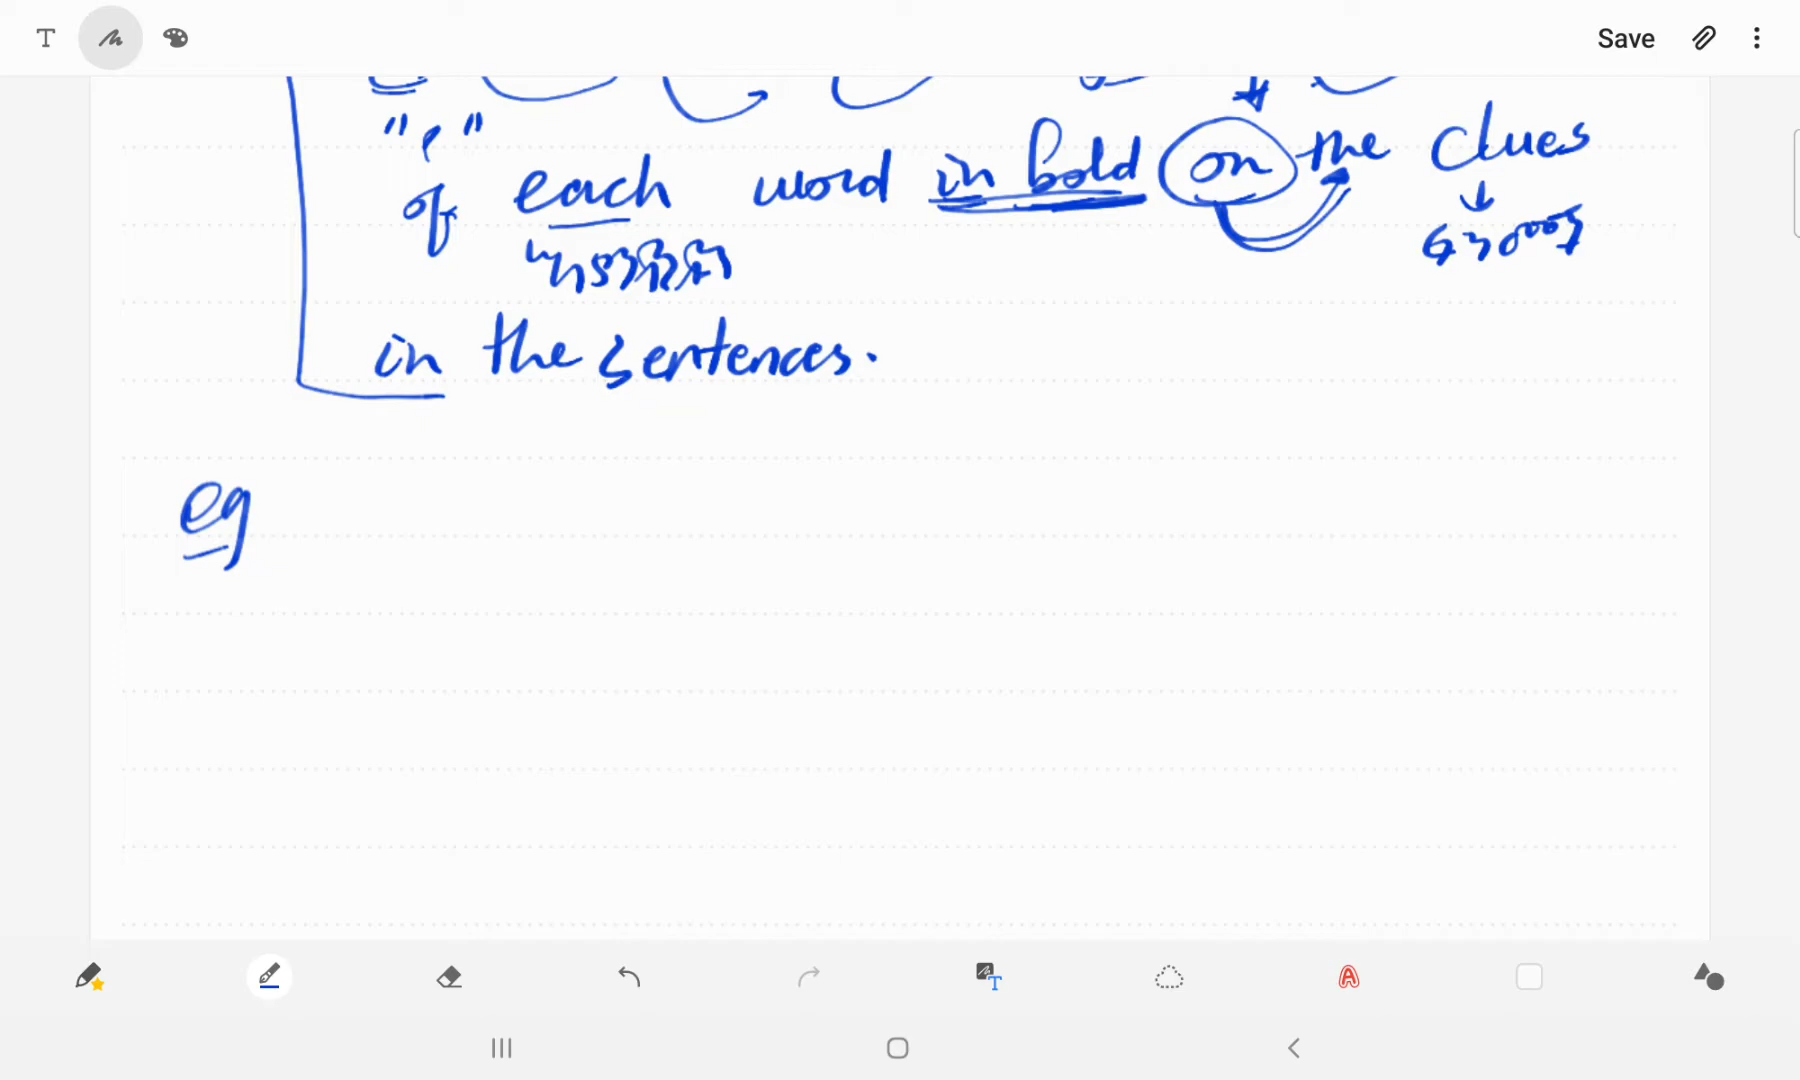 T Save
"c"
of each word in bold on the clues
in the sentences.
eg